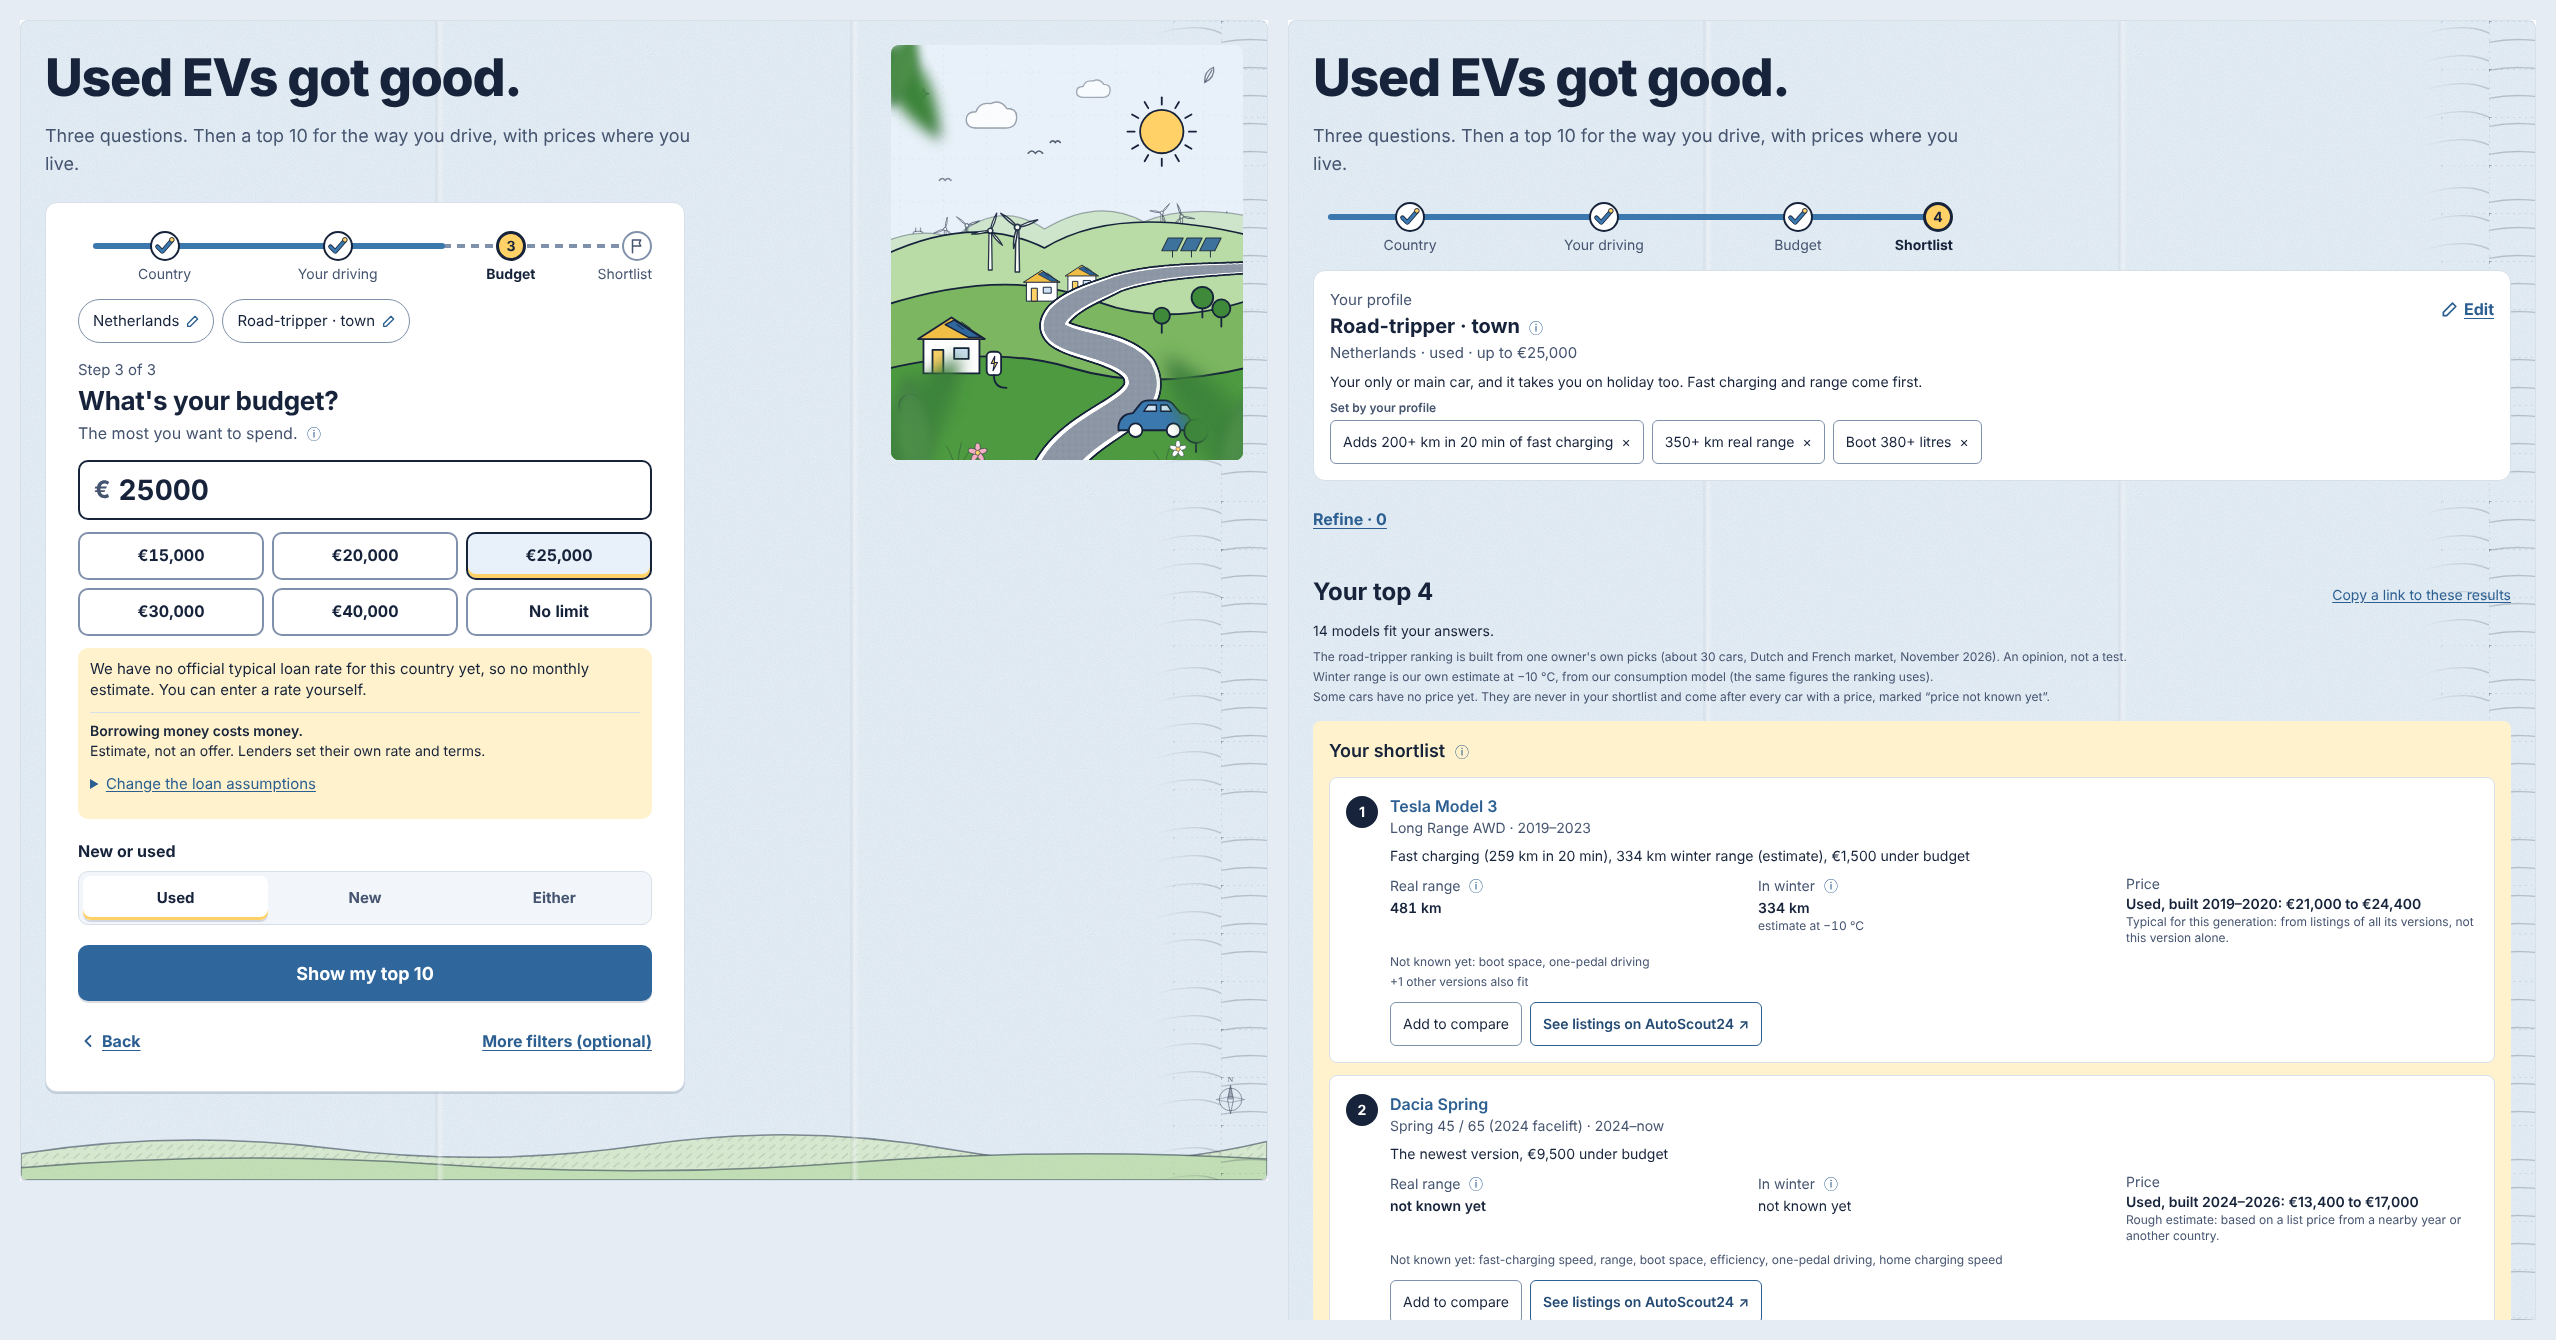 Used EVs got good.
Three questions. Then a top 10 for the way you drive, with prices where you
live.
3
Country
Your driving
Budget
Shortlist
Netherlands
Road-tripper · town
Step 3 of 3
What's your budget?
The most you want to spend. ⓘ
€ 25000
€15,000
€20,000
€25,000
€30,000
€40,000
No limit
We have no official typical loan rate for this country yet, so no monthly
estimate. You can enter a rate yourself.
Borrowing money costs money.
Estimate, not an offer. Lenders set their own rate and terms.
Change the loan assumptions
New or used
Used
New
Either
Show my top 10
Back
More filters (optional)
N
Used EVs got good.
Three questions. Then a top 10 for the way you drive, with prices where you
live.
4
Country
Your driving
Budget
Shortlist
Your profile
Road-tripper · town ⓘ
Edit
Netherlands · used · up to €25,000
Your only or main car, and it takes you on holiday too. Fast charging and range come first.
Set by your profile
Adds 200+ km in 20 min of fast charging ×
350+ km real range ×
Boot 380+ litres ×
Refine · 0
Your top 4
Copy a link to these results
14 models fit your answers.
The road-tripper ranking is built from one owner's own picks (about 30 cars, Dutch and French market, November 2026). An opinion, not a test.
Winter range is our own estimate at −10 °C, from our consumption model (the same figures the ranking uses).
Some cars have no price yet. They are never in your shortlist and come after every car with a price, marked “price not known yet”.
Your shortlist ⓘ
1
Tesla Model 3
Long Range AWD · 2019–2023
Fast charging (259 km in 20 min), 334 km winter range (estimate), €1,500 under budget
Real range ⓘ
481 km
In winter ⓘ
334 km
estimate at −10 °C
Price
Used, built 2019–2020: €21,000 to €24,400
Typical for this generation: from listings of all its versions, not
this version alone.
Not known yet: boot space, one-pedal driving
+1 other versions also fit
Add to compare
See listings on AutoScout24 ↗
2
Dacia Spring
Spring 45 / 65 (2024 facelift) · 2024–now
The newest version, €9,500 under budget
Real range ⓘ
not known yet
In winter ⓘ
not known yet
Price
Used, built 2024–2026: €13,400 to €17,000
Rough estimate: based on a list price from a nearby year or
another country.
Not known yet: fast-charging speed, range, boot space, efficiency, one-pedal driving, home charging speed
Add to compare
See listings on AutoScout24 ↗